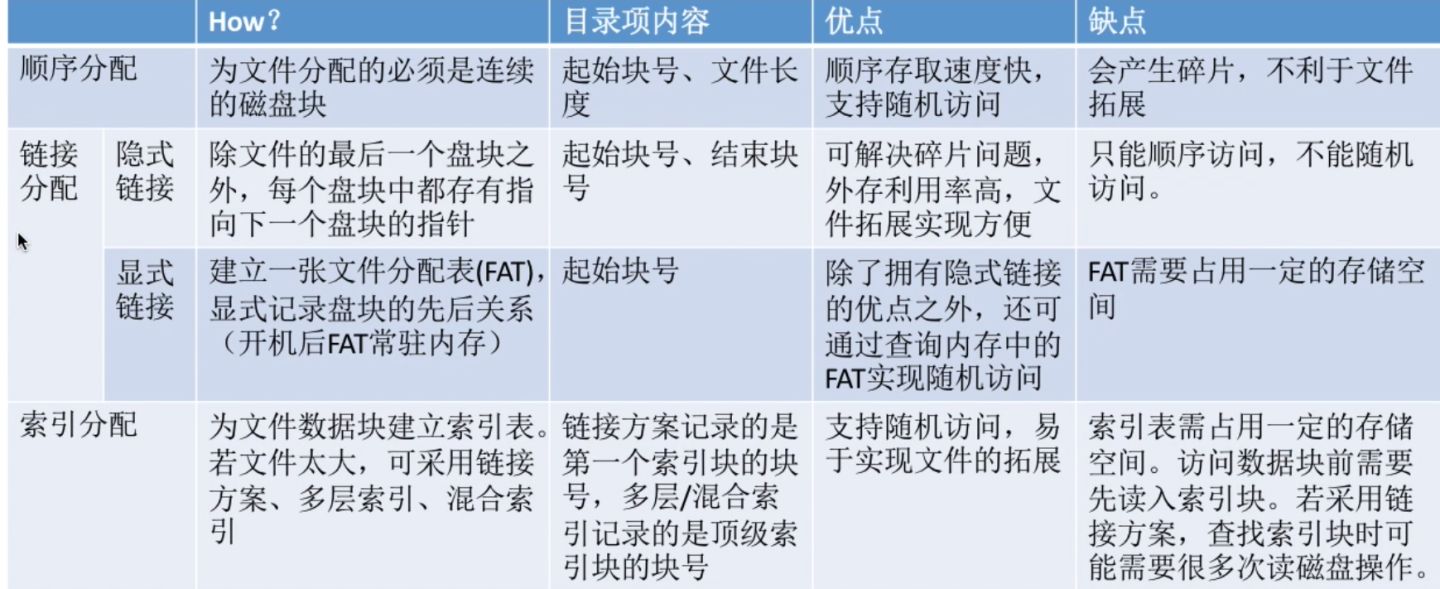 How？ 目录项内容 优点 缺点
顺序分配
为文件分配的必须是连续
的磁盘块
起始块号、文件长
度
顺序存取速度快，
支持随机访问
会产生碎片，不利于文件
拓展
链接
分配
隐式
链接
除文件的最后一个盘块之
外，每个盘块中都存有指
向下一个盘块的指针
起始块号、结束块
号
可解决碎片问题，
外存利用率高，文
件拓展实现方便
只能顺序访问，不能随机
访问。
显式
链接
建立一张文件分配表(FAT)，
显式记录盘块的先后关系
（开机后FAT常驻内存）
起始块号
除了拥有隐式链接
的优点之外，还可
通过查询内存中的
FAT实现随机访问
FAT需要占用一定的存储空
间
索引分配
为文件数据块建立索引表。
若文件太大，可采用链接
方案、多层索引、混合索
引
链接方案记录的是
第一个索引块的块
号，多层/混合索
引记录的是顶级索
引块的块号
支持随机访问，易
于实现文件的拓展
索引表需占用一定的存储
空间。访问数据块前需要
先读入索引块。若采用链
接方案，查找索引块时可
能需要很多次读磁盘操作。